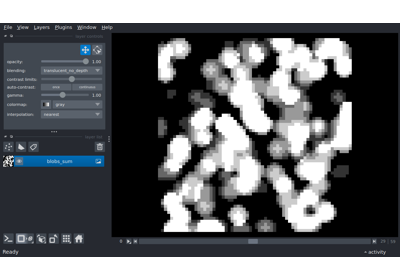 File View Layers Plugins Window Help
opacity: 1.00
blending: translucent_no_depth
contrast limits:
auto-contrast: once continuous
gamma: 1.00
colormap: gray
interpolation: nearest
blobs_sum
Ready
activity